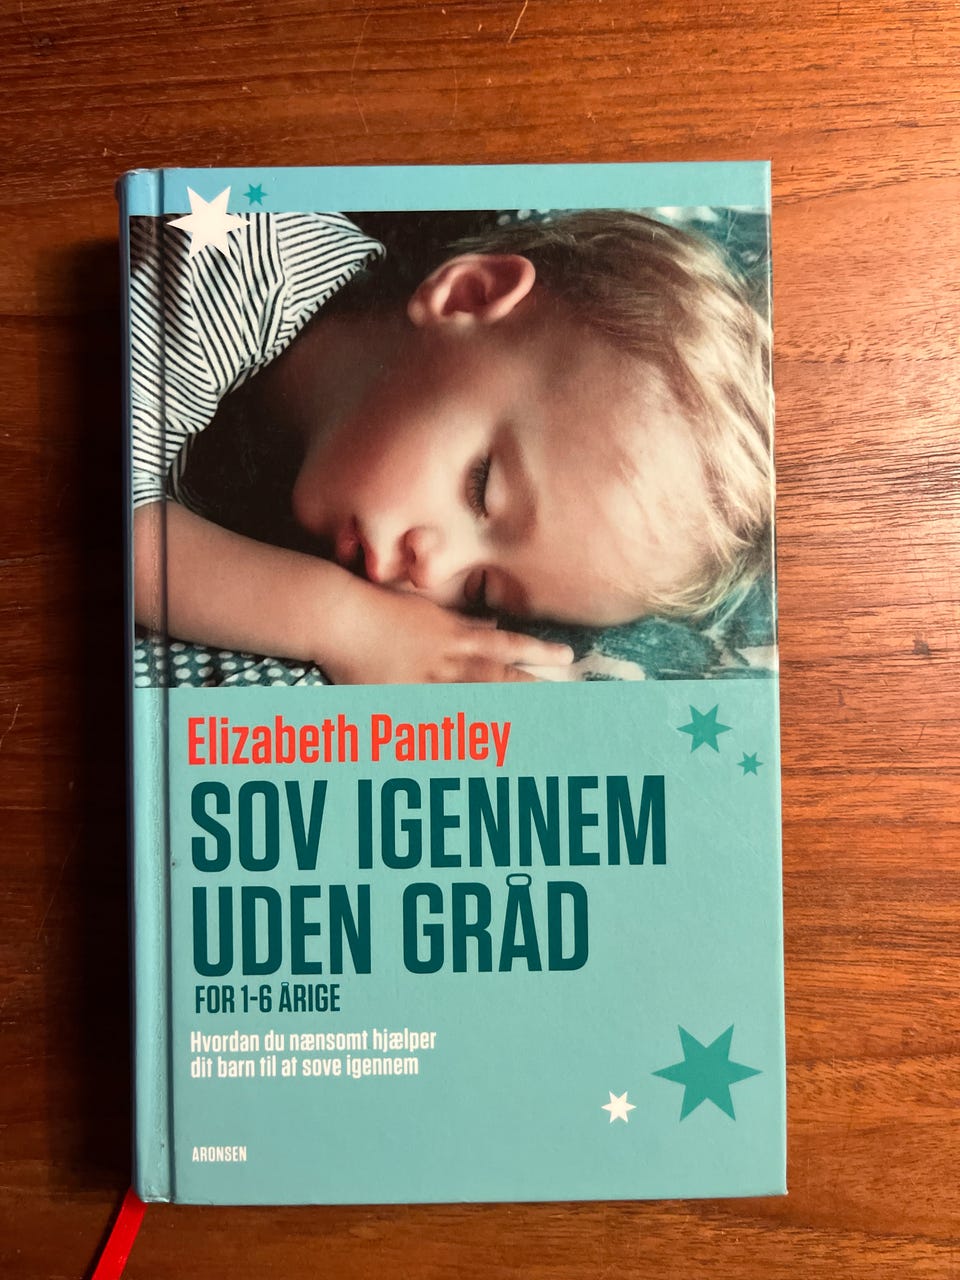 Elizabeth Pantley
SOV IGENNEM
UDEN GRÅD
FOR 1-6 ÅRIGE
Hvordan du nænsomt hjælper
dit barn til at sove igennem
ARONSEN